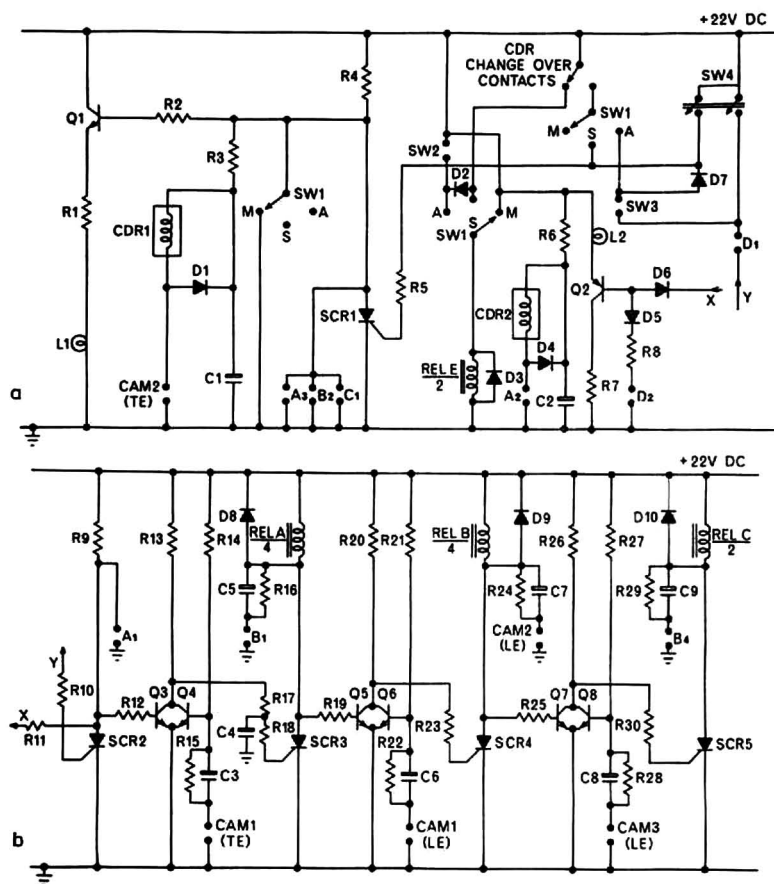 +22V DC
R4
CDR
CHANGE OVER
CONTACTS
SW4
Q1
R2
R3
SW1
M
S
A
SW2
D2
SW1
M
S
A
D7
R1
CDR1
SW1
M
A
S
A
S
M
SW1
R6
L2
SW3
D1
D1
R5
SCR1
CDR2
Q2
D6
X
Y
L1
CAM2
(TE)
C1
A3
B2
C1
REL E
2
D3
D4
A2
C2
R7
D5
R8
D2
a
+22V DC
R9
R13
R14
D8
REL A
4
R20
R21
REL B
4
D9
R26
R27
D10
REL C
2
C5
R16
R24
C7
R29
C9
A1
B1
CAM2
(LE)
B4
Y
R10
R12
Q3
Q4
R17
R19
Q5
Q6
R23
R25
Q7
Q8
R30
X
R11
SCR2
R15
C4
R18
SCR3
R22
SCR4
SCR5
C3
C6
C8
R28
CAM1
(TE)
CAM1
(LE)
CAM3
(LE)
b